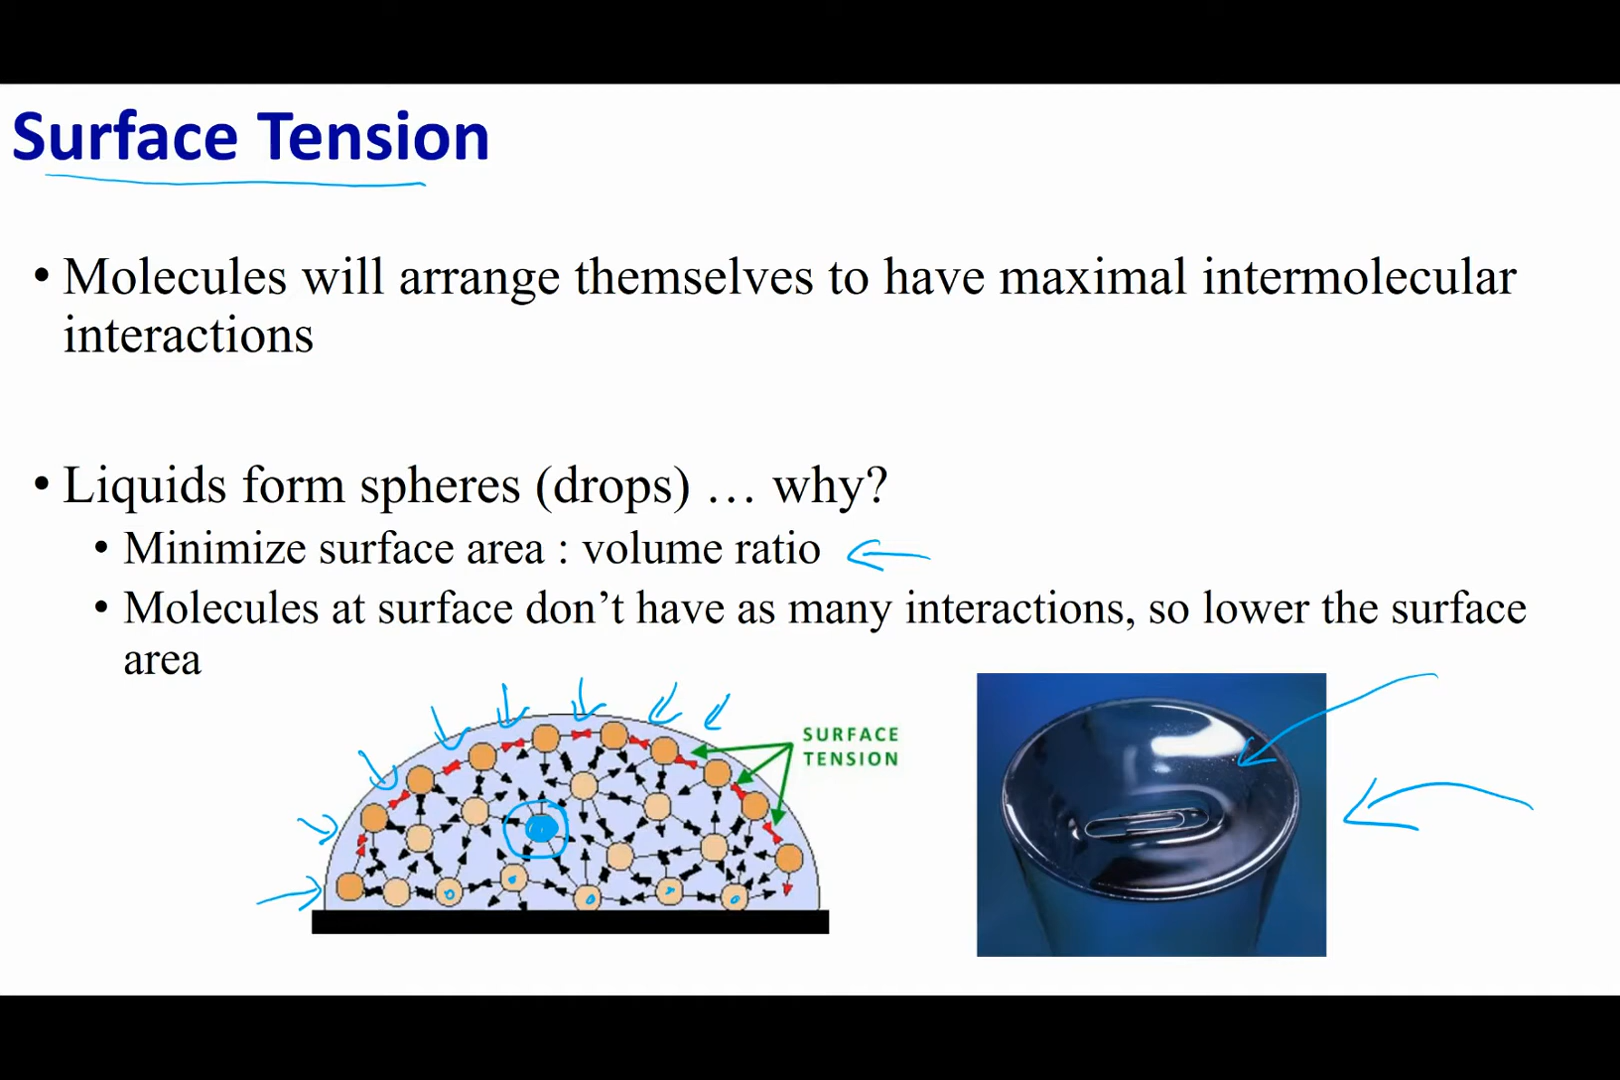 Surface Tension
• Molecules will arrange themselves to have maximal intermolecular
interactions
• Liquids form spheres (drops) … why?
• Minimize surface area : volume ratio
• Molecules at surface don’t have as many interactions, so lower the surface
area
SURFACE
TENSION